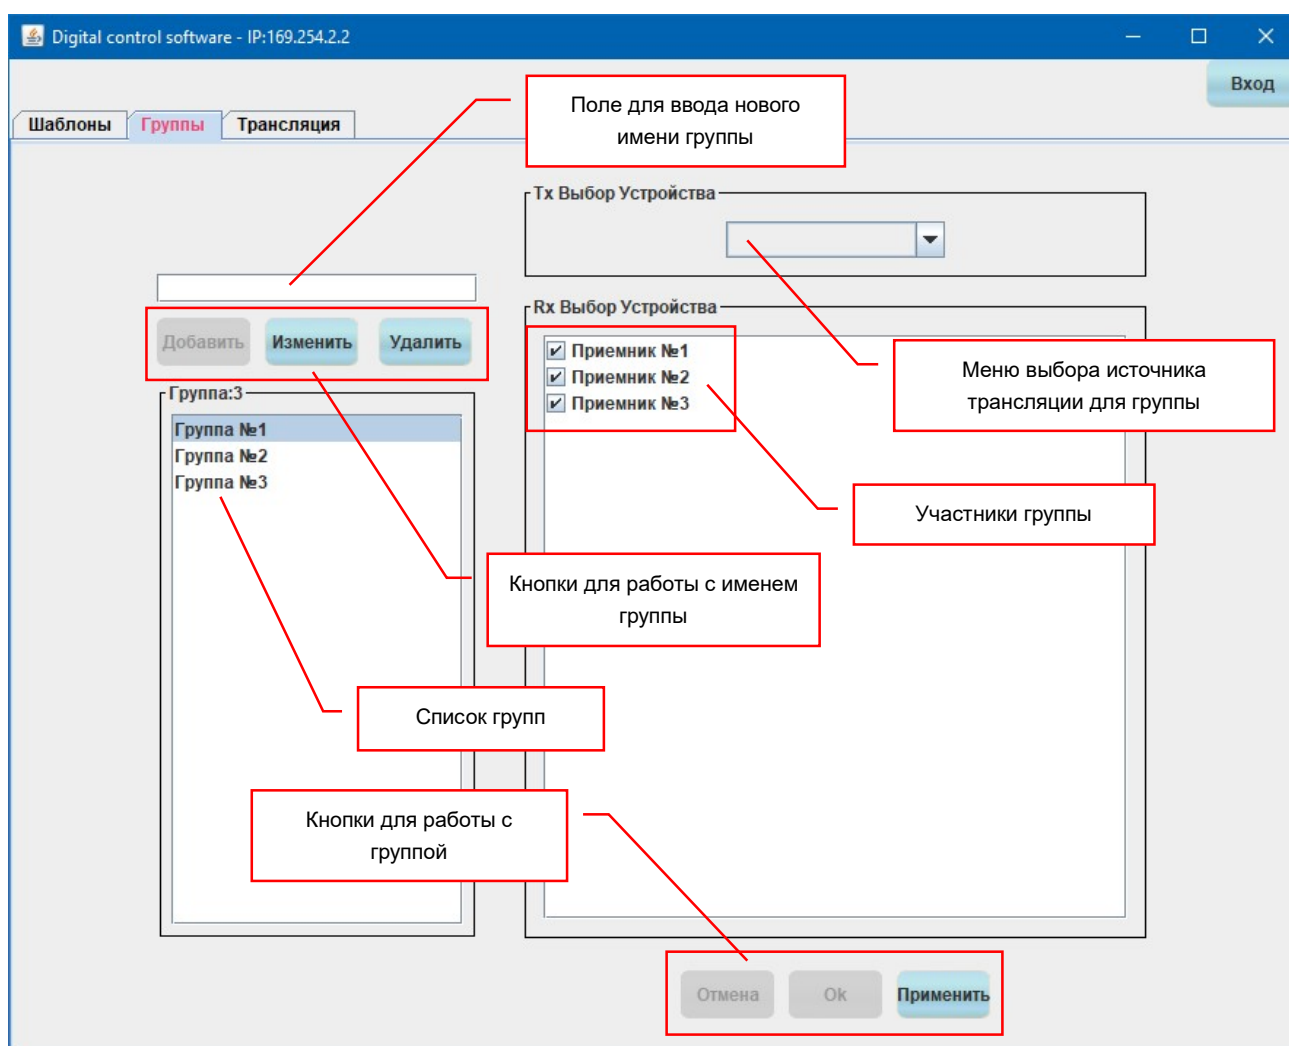 Digital control software - IP:169.254.2.2
Вход
Поле для ввода нового
имени группы
Шаблоны Группы Трансляция
Tx Выбор Устройства
Rx Выбор Устройства
Добавить Изменить Удалить
Приемник №1
Приемник №2
Приемник №3
Меню выбора источника
трансляции для группы
Группа:3
Группа №1
Группа №2
Группа №3
Участники группы
Кнопки для работы с именем
группы
Список групп
Кнопки для работы с
группой
Отмена Ok Применить